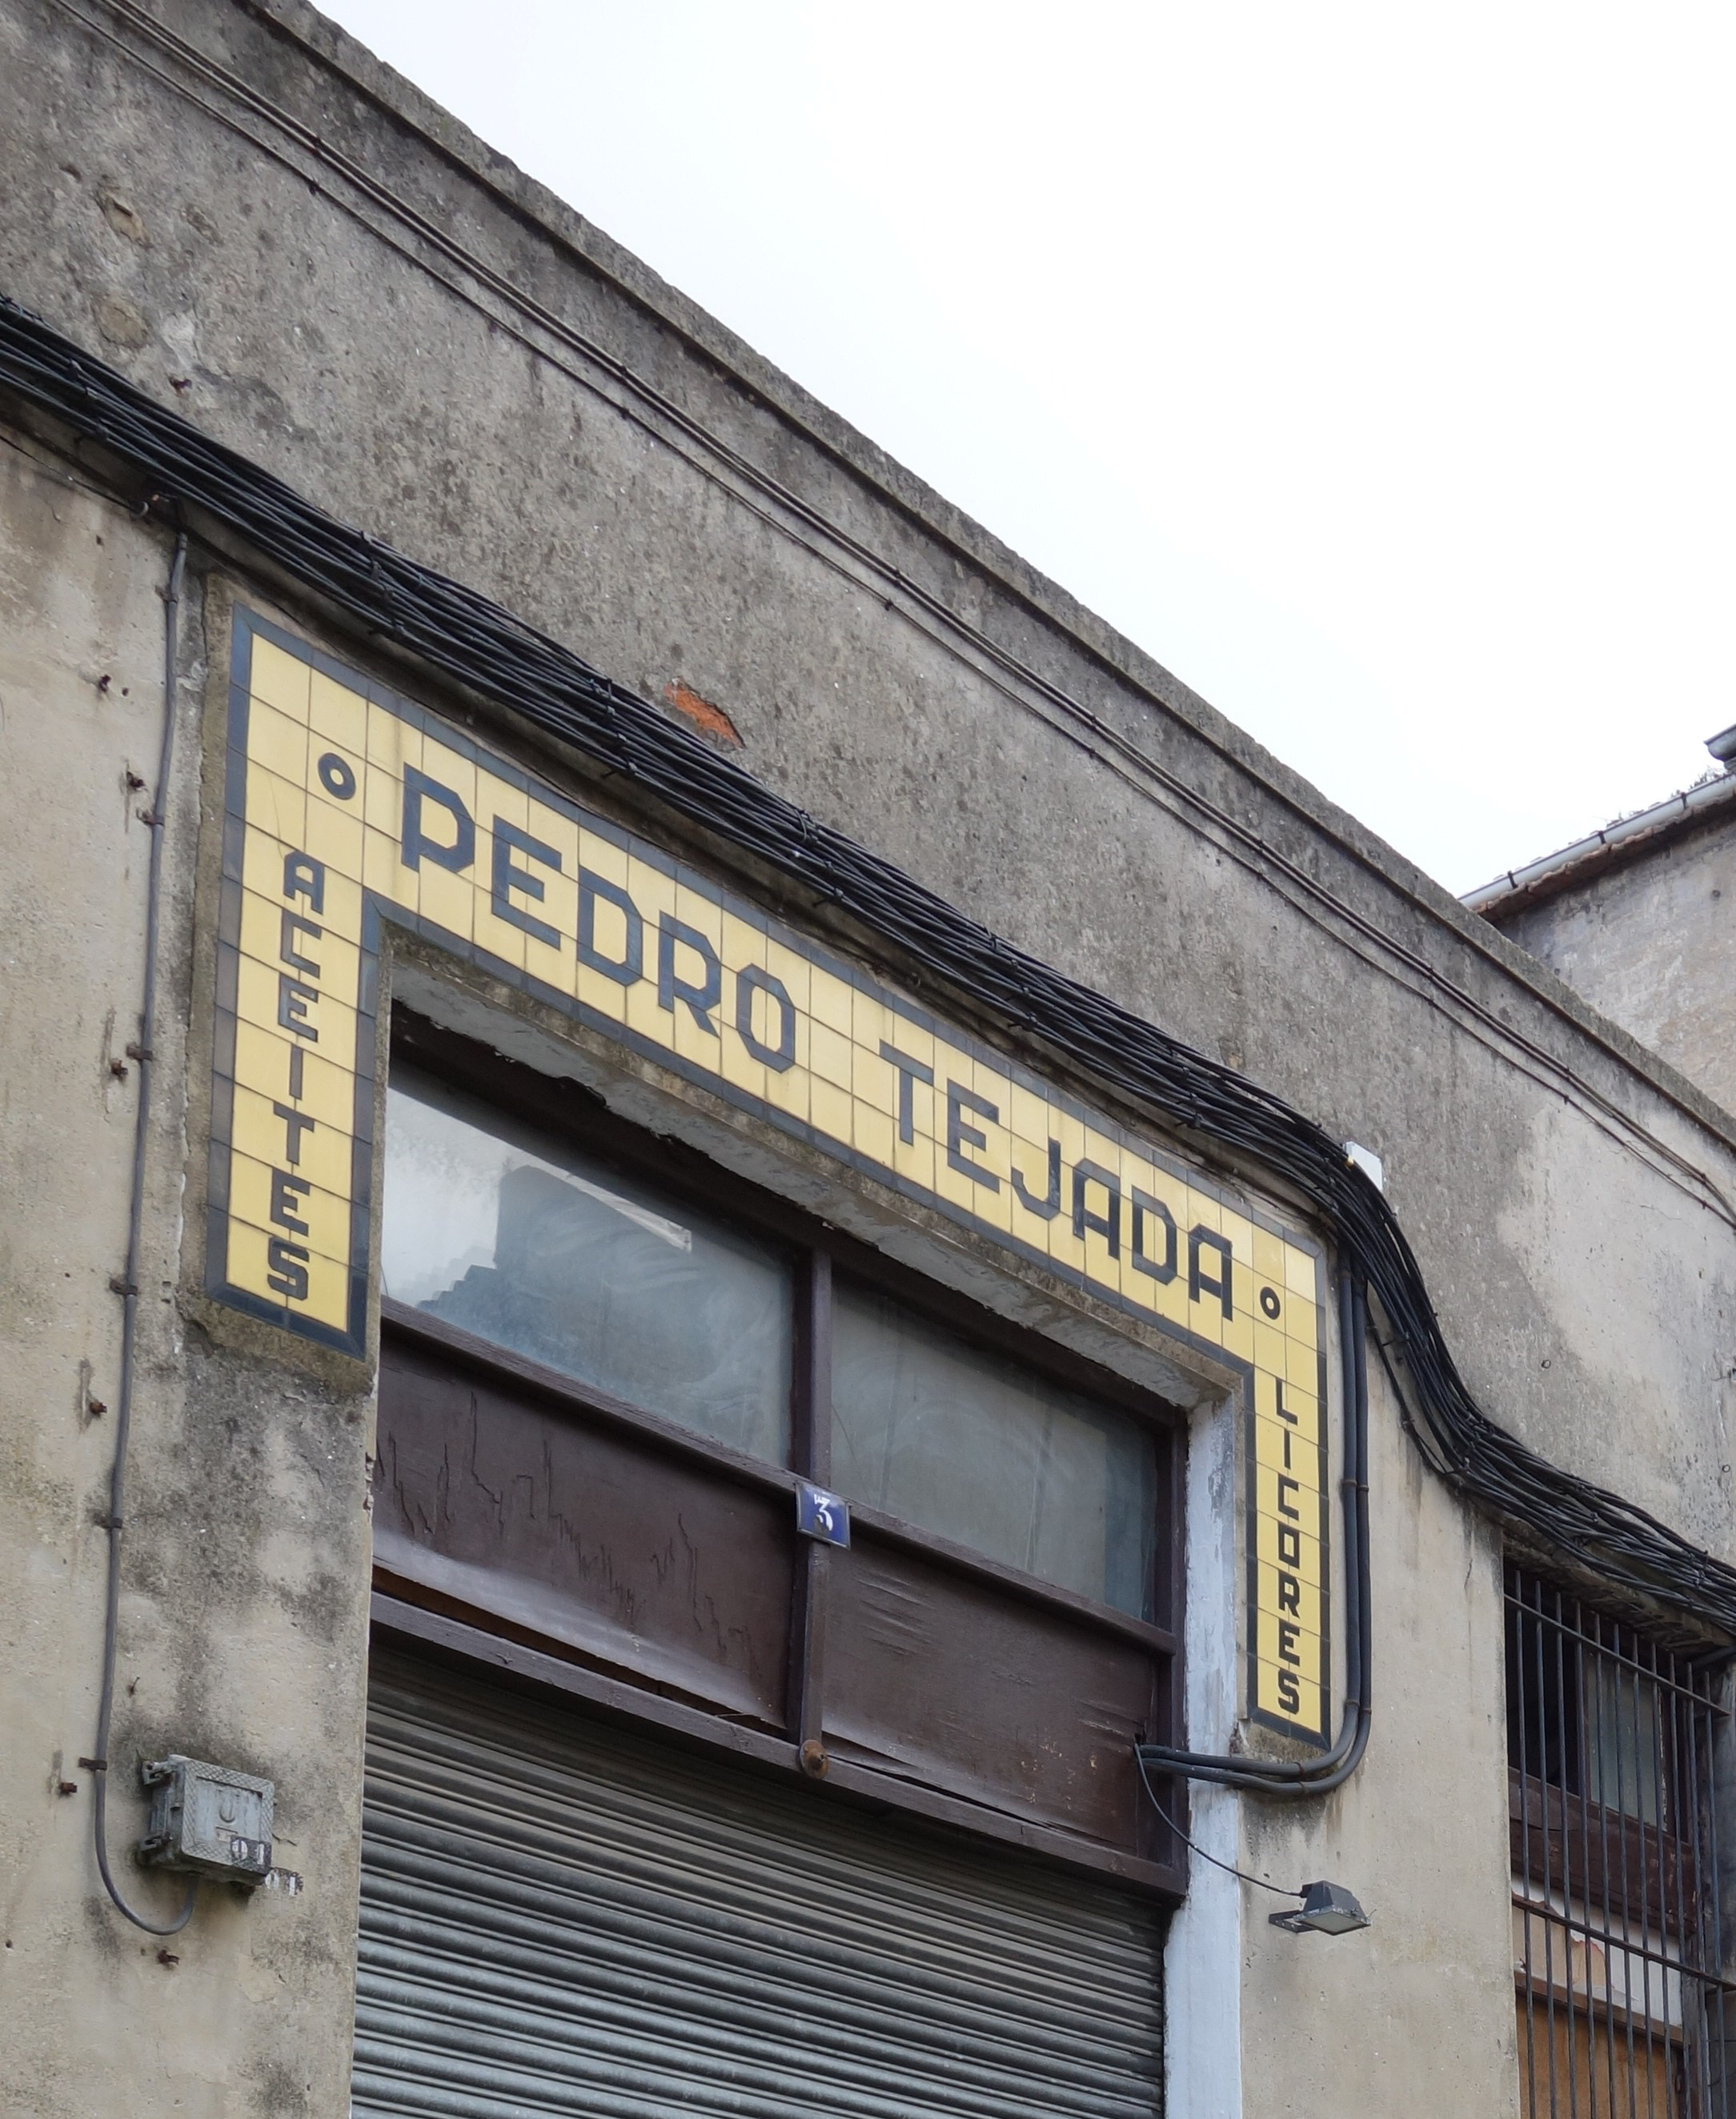 PEDRO TEJADA
ACEITES
LICORES
3